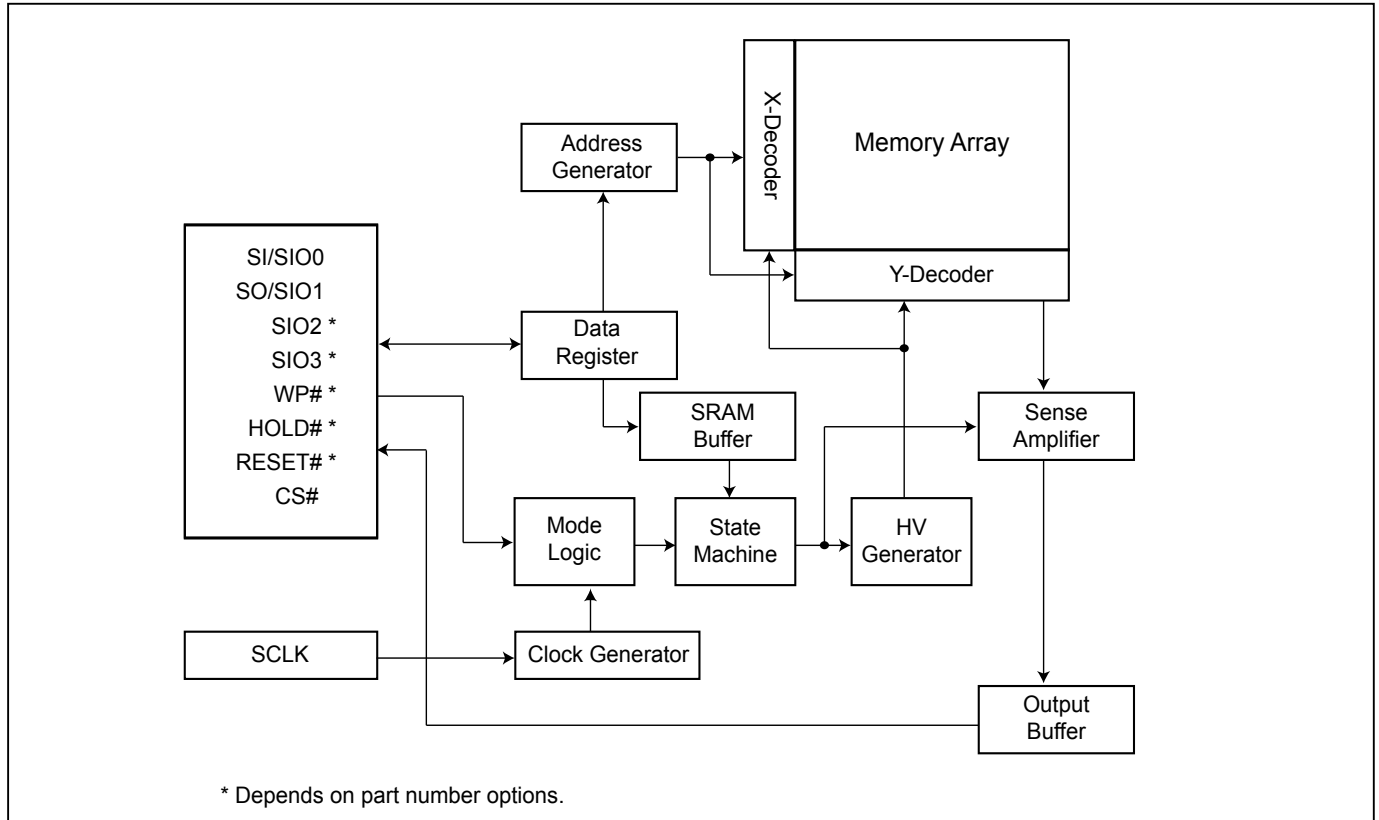 X-Decoder
Memory Array
Address
Generator
Y-Decoder
SI/SIO0
SO/SIO1
SIO2 *
SIO3 *
WP# *
HOLD# *
RESET# *
CS#
Data
Register
SRAM
Buffer
Sense
Amplifier
Mode
Logic
State
Machine
HV
Generator
SCLK
Clock Generator
Output
Buffer
* Depends on part number options.